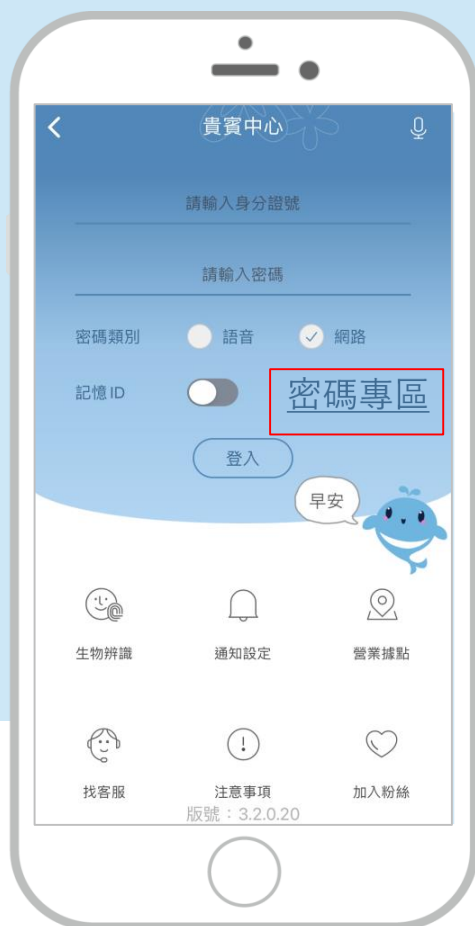 貴賓中心
請輸入身分證號
請輸入密碼
密碼類別 語音 網路
記憶ID 密碼專區
登入
早安
生物辨識 通知設定 營業據點
找客服 注意事項 加入粉絲
版號：3.2.0.20